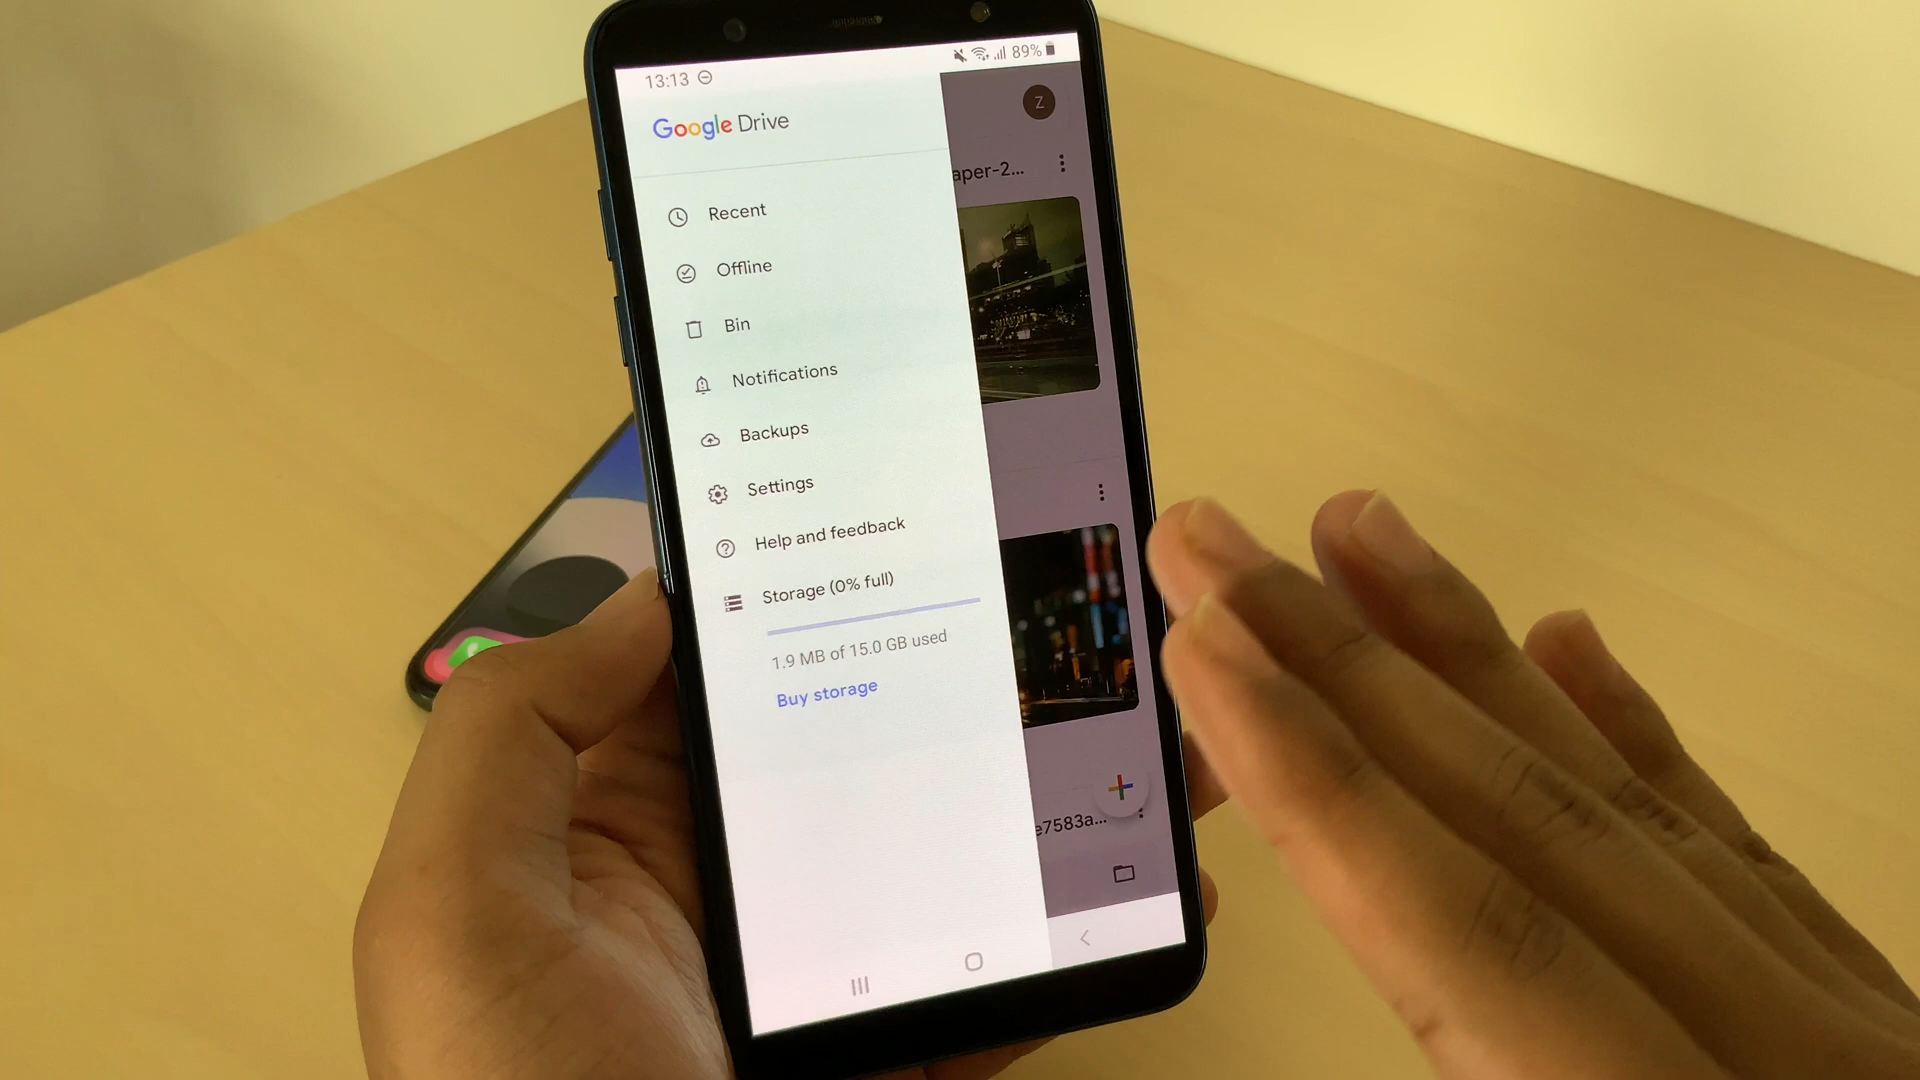 13:13
89%
Google Drive
Z
aper-2...
Recent
Offline
Bin
Notifications
Backups
Settings
Help and feedback
Storage (0% full)
1.9 MB of 15.0 GB used
Buy storage
e7583a...